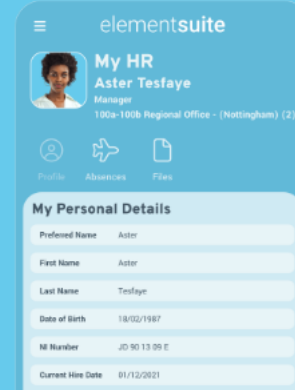 elementsuite
My HR
Aster Tesfaye
Manager
100a-100b Regional Office - (Nottingham) (2)
Profile Absences Files
My Personal Details
Preferred Name Aster
First Name Aster
Last Name Tesfaye
Date of Birth 18/02/1987
NI Number JD 90 13 09 E
Current Hire Date 01/12/2021